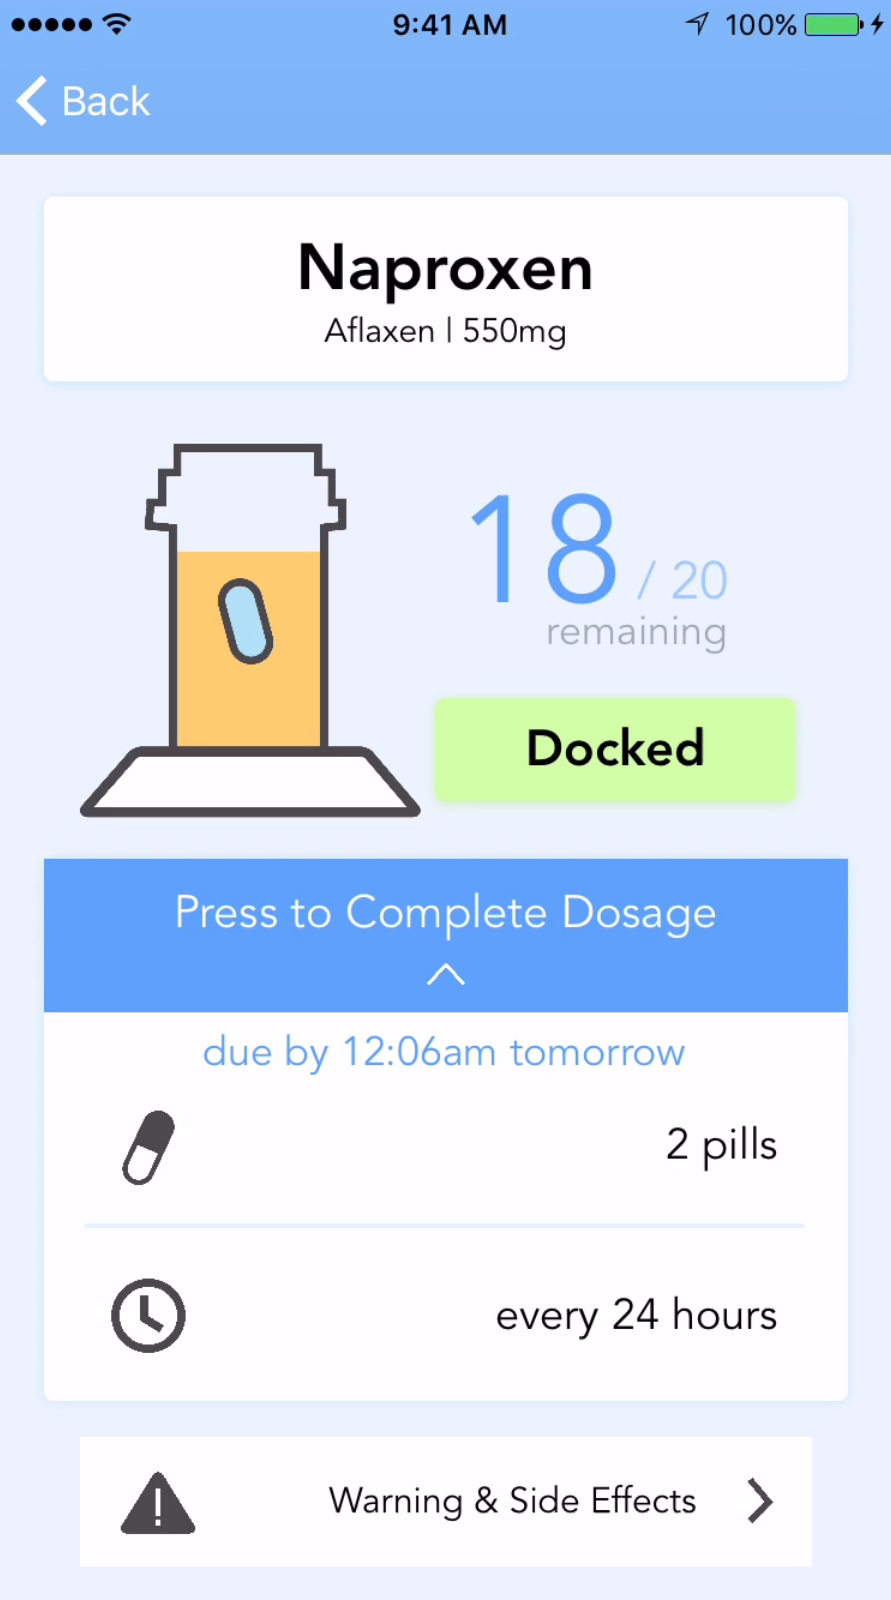 9:41 AM
100%
Back
Naproxen
Aflaxen | 550mg
18 / 20
remaining
Docked
Press to Complete Dosage
due by 12:06am tomorrow
2 pills
every 24 hours
Warning & Side Effects